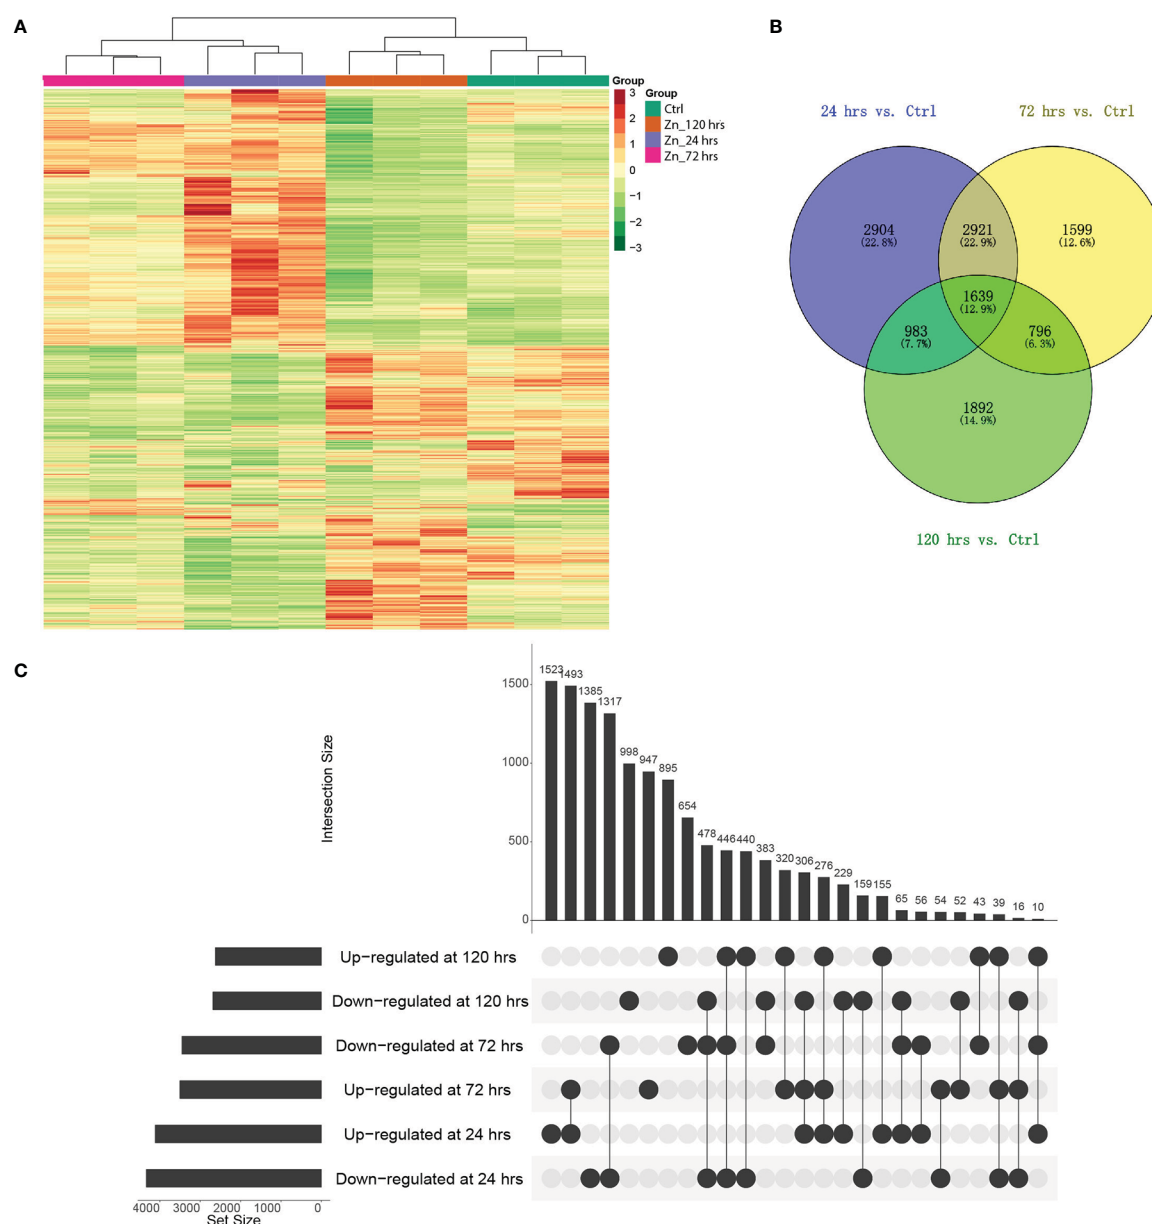 A
Group
3
2
1
0
−1
−2
−3
Group
Ctrl
Zn_120 hrs
Zn_24 hrs
Zn_72 hrs
B
24 hrs vs. Ctrl
72 hrs vs. Ctrl
2904
(22.8%)
2921
(22.9%)
1599
(12.6%)
1639
(12.9%)
983
(7.7%)
796
(6.3%)
1892
(14.9%)
120 hrs vs. Ctrl
C
Intersection Size
1500
1000
500
0
1523
1493
1385
1317
998
947
895
654
478
446
440
383
320
306
276
229
159
155
65
56
54
52
43
39
16
10
Up−regulated at 120 hrs
Down−regulated at 120 hrs
Down−regulated at 72 hrs
Up−regulated at 72 hrs
Up−regulated at 24 hrs
Down−regulated at 24 hrs
4000 3000 2000 1000 0
Set Size